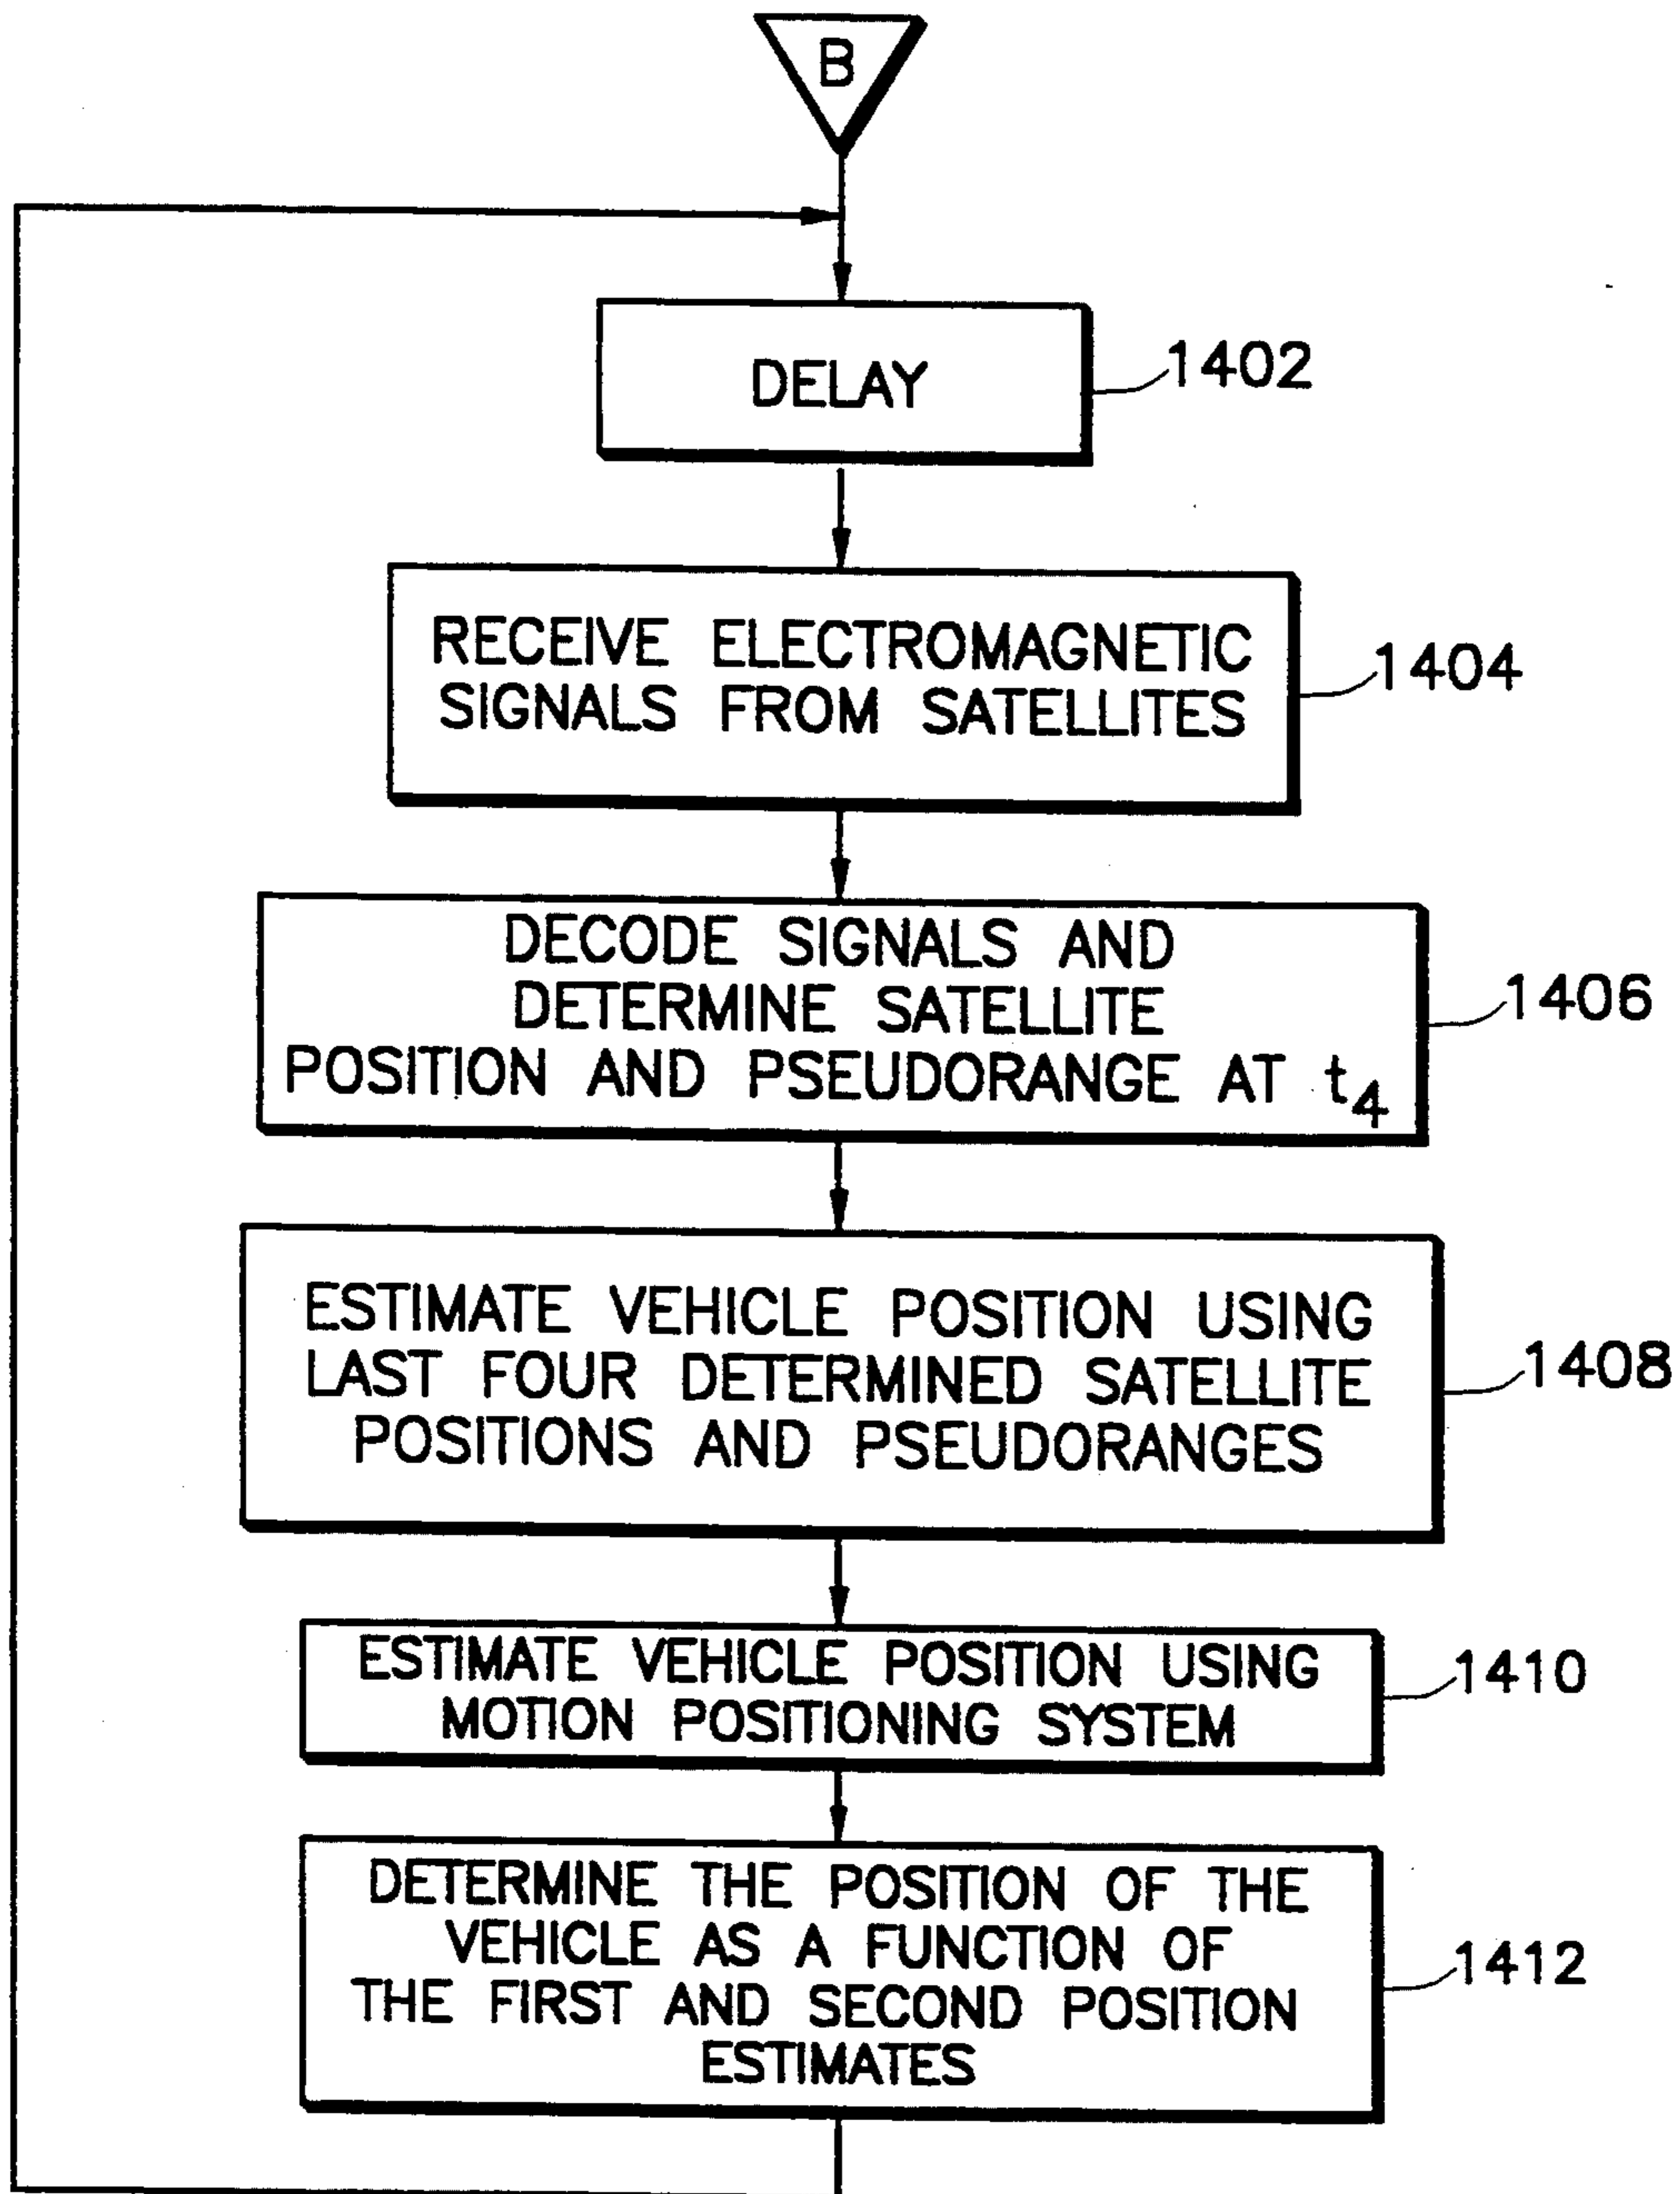 B
DELAY
1402
RECEIVE ELECTROMAGNETIC
SIGNALS FROM SATELLITES
1404
DECODE SIGNALS AND
DETERMINE SATELLITE
POSITION AND PSEUDORANGE AT t₄
1406
ESTIMATE VEHICLE POSITION USING
LAST FOUR DETERMINED SATELLITE
POSITIONS AND PSEUDORANGES
1408
ESTIMATE VEHICLE POSITION USING
MOTION POSITIONING SYSTEM
1410
DETERMINE THE POSITION OF THE
VEHICLE AS A FUNCTION OF
THE FIRST AND SECOND POSITION
ESTIMATES
1412